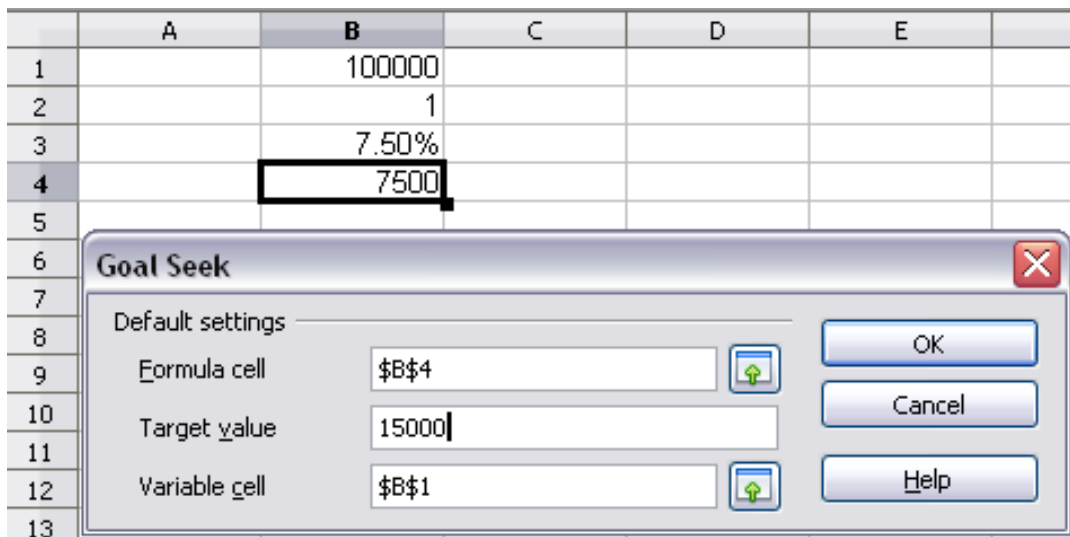 A B C D E
1 100000
2 1
3 7.50%
4 7500
5
6
7
8
9
10
11
12
13
Goal Seek
Default settings
Formula cell $B$4
Target value 15000
Variable cell $B$1
OK
Cancel
Help